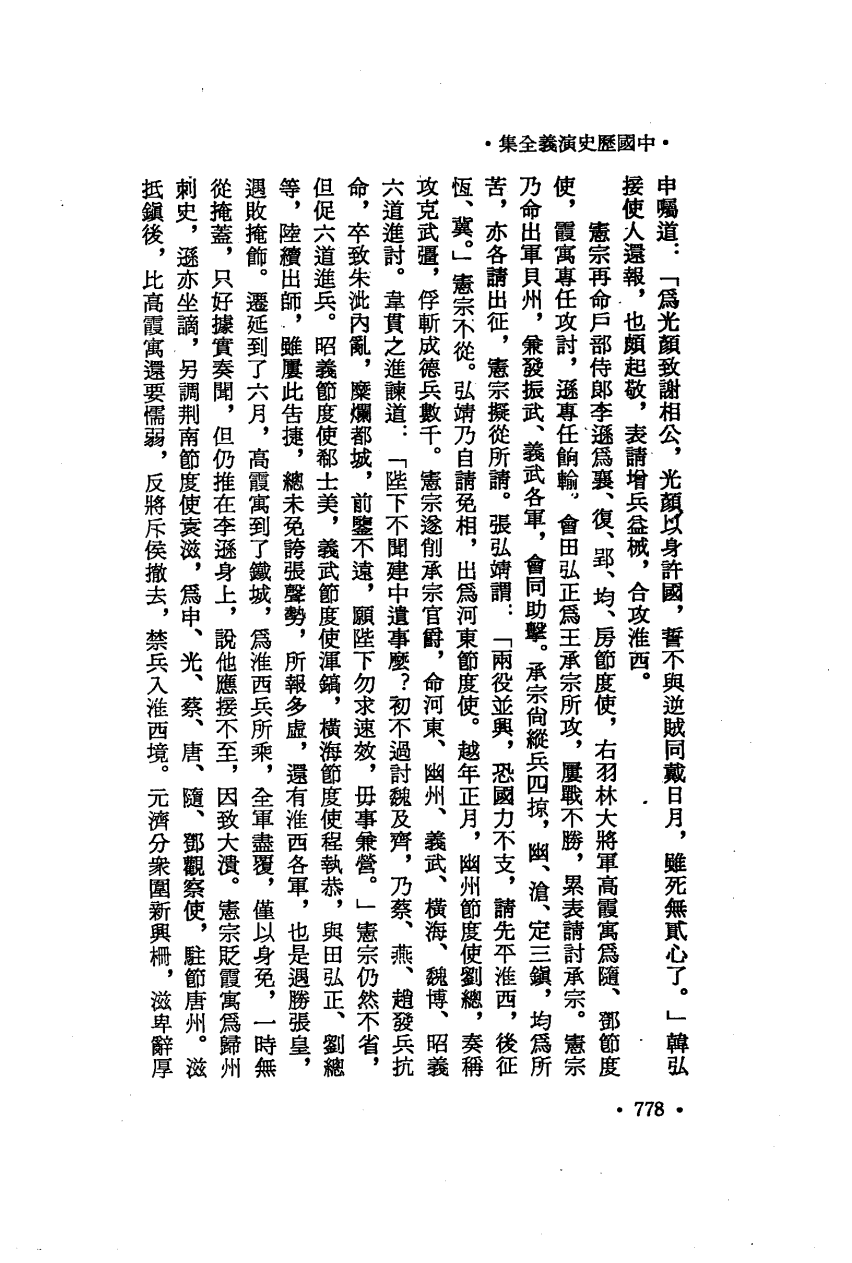 •中國歷史演義全集•
申囑道：「爲光顏致謝相公，光顏以身許國，誓不與逆賊同戴日月，雖死無貳心了。」韓弘
接使人還報，也頗起敬，表請增兵益械，合攻淮西。
憲宗再命戶部侍郎李遜爲襄、復、郢、均、房節度使，右羽林大將軍高霞寓爲隨、鄧節度
使，霞寓專任攻討，遜專任餉輸。會田弘正爲王承宗所攻，屢戰不勝，累表請討承宗。憲宗
乃命出軍貝州，兼發振武、義武各軍，會同助擊。承宗尙縱兵四掠，幽、滄、定三鎭，均爲所
苦，亦各請出征，憲宗擬從所請。張弘靖謂：「兩役並興，恐國力不支，請先平淮西，後征
恆、冀。」憲宗不從。弘靖乃自請免相，出爲河東節度使。越年正月，幽州節度使劉總，奏稱
攻克武彊，俘斬成德兵數千。憲宗遂削承宗官爵，命河東、幽州、義武、橫海、魏博、昭義
六道進討。韋貫之進諫道：「陛下不聞建中遺事麼？初不過討魏及齊，乃蔡、燕、趙發兵抗
命，卒致朱泚內亂，糜爛都城，前鑒不遠，願陛下勿求速效，毋事兼營。」憲宗仍然不省，
但促六道進兵。昭義節度使郗士美，義武節度使渾鎬，橫海節度使程執恭，與田弘正、劉總
等，陸續出師，雖屢此告捷，總未免誇張聲勢，所報多虛，還有淮西各軍，也是遇勝張皇，
遇敗掩飾。遷延到了六月，高霞寓到了鐵城，爲淮西兵所乘，全軍盡覆，僅以身免，一時無
從掩蓋，只好據實奏聞，但仍推在李遜身上，說他應接不至，因致大潰。憲宗貶霞寓爲歸州
刺史，遜亦坐謫，另調荆南節度使袁滋，爲申、光、蔡、唐、隨、鄧觀察使，駐節唐州。滋
抵鎭後，比高霞寓還要懦弱，反將斥侯撤去，禁兵入淮西境。元濟分衆圍新興柵，滋卑辭厚
•778•